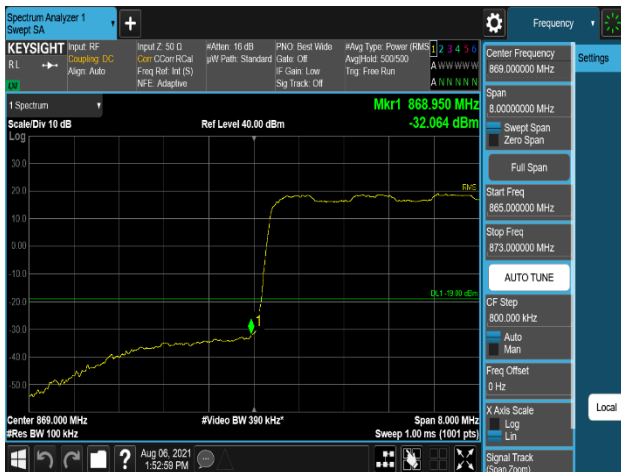 Spectrum Analyzer 1
Swept SA
+
Frequency
KEYSIGHT
RL
Input: RF
Coupling: DC
Align: Auto
Input Z: 50 Ω
Corr CCorr RCal
Freq Ref: Int (S)
NFE: Adaptive
#Atten: 16 dB
µW Path: Standard
PNO: Best Wide
Gate: Off
IF Gain: Low
Sig Track: Off
#Avg Type: Power (RMS
Avg|Hold: 500/500
Trig: Free Run
1 2 3 4 5 6
A W W W W W
A N N N N N
1 Spectrum
Scale/Div 10 dB
Log
Ref Level 40.00 dBm
Mkr1 868.950 MHz
-32.064 dBm
30.0
20.0
10.0
0.00
-10.0
-20.0
-30.0
-40.0
-50.0
RMS
DL1 -19.00 dBm
1
Center 869.000 MHz
#Res BW 100 kHz
#Video BW 390 kHz*
Span 8.000 MHz
Sweep 1.00 ms (1001 pts)
Aug 06, 2021
1:52:59 PM
?
Center Frequency
869.000000 MHz
Span
8.00000000 MHz
Swept Span
Zero Span
Full Span
Start Freq
865.000000 MHz
Stop Freq
873.000000 MHz
AUTO TUNE
CF Step
800.000 kHz
Auto
Man
Freq Offset
0 Hz
X Axis Scale
Log
Lin
Signal Track
(Span Zoom)
Settings
Local